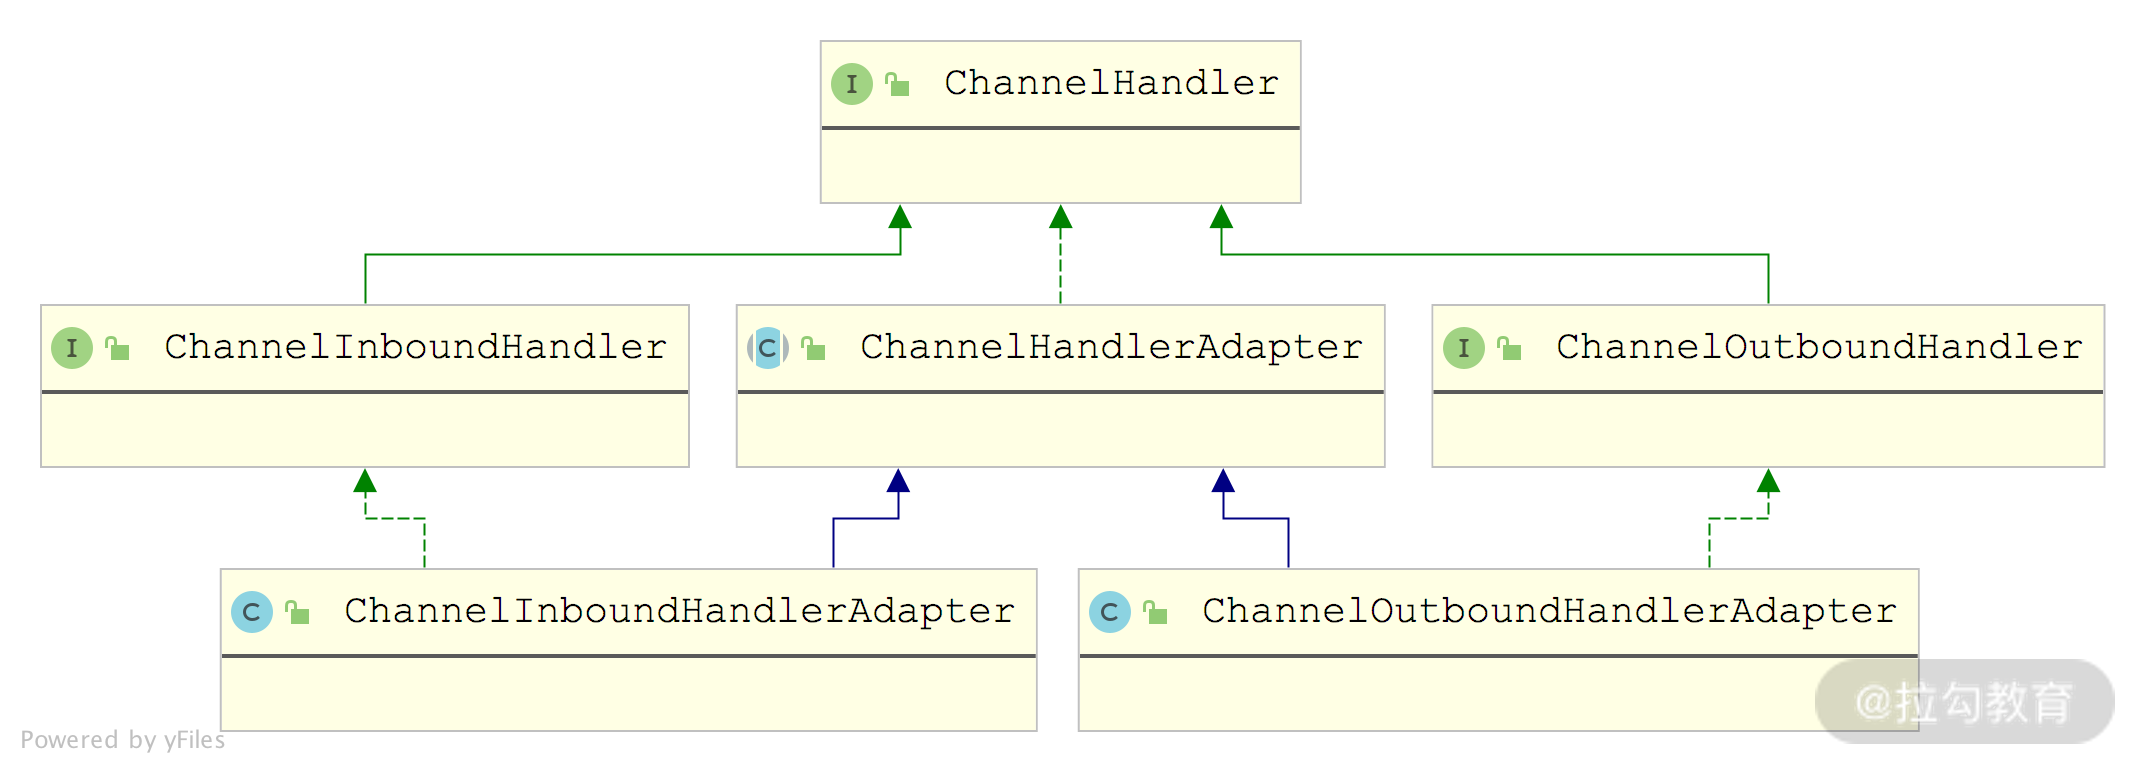 I ChannelHandler
I ChannelInboundHandler
C ChannelHandlerAdapter
I ChannelOutboundHandler
C ChannelInboundHandlerAdapter
C ChannelOutboundHandlerAdapter
@拉勾教育
Powered by yFiles